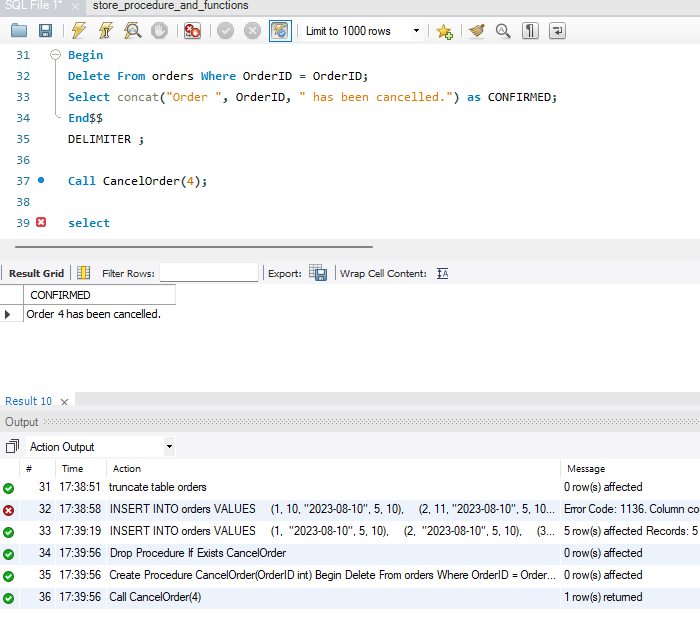 SQL File 1* store_procedure_and_functions
Limit to 1000 rows
31 Begin
32 Delete From orders Where OrderID = OrderID;
33 Select concat("Order ", OrderID, " has been cancelled.") as CONFIRMED;
34 End$$
35 DELIMITER ;
36
37 Call CancelOrder(4);
38
39 select
Result Grid Filter Rows: Export: Wrap Cell Content:
CONFIRMED
Order 4 has been cancelled.
Result 10
Output
Action Output
# Time Action Message
31 17:38:51 truncate table orders 0 row(s) affected
32 17:38:58 INSERT INTO orders VALUES (1, 10, "2023-08-10", 5, 10), (2, 11, "2023-08-10", 5, 10... Error Code: 1136. Column co
33 17:39:19 INSERT INTO orders VALUES (1, "2023-08-10", 5, 10), (2, "2023-08-10", 5, 10), (3... 5 row(s) affected Records: 5
34 17:39:56 Drop Procedure If Exists CancelOrder 0 row(s) affected
35 17:39:56 Create Procedure CancelOrder(OrderID int) Begin Delete From orders Where OrderID = Order... 0 row(s) affected
36 17:39:56 Call CancelOrder(4) 1 row(s) returned